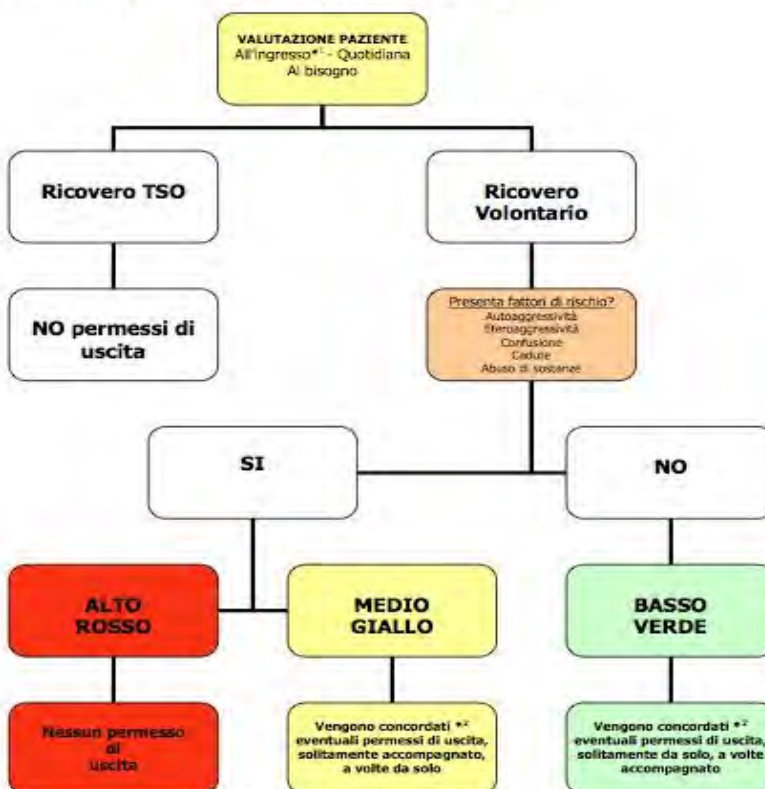 VALUTAZIONE PAZIENTE
All'ingresso*¹ - Quotidiana
Al bisogno
Ricovero TSO
Ricovero
Volontario
NO permessi di
uscita
Presenta fattori di rischio?
Autoaggressività
Eteroaggressività
Confusione
Cadute
Abuso di sostanze
SI
NO
ALTO
ROSSO
MEDIO
GIALLO
BASSO
VERDE
Nessun permesso
di
uscita
Vengono concordati *²
eventuali permessi di uscita,
solitamente accompagnato,
a volte da solo
Vengono concordati *²
eventuali permessi di uscita,
solitamente da solo, a volte
accompagnato